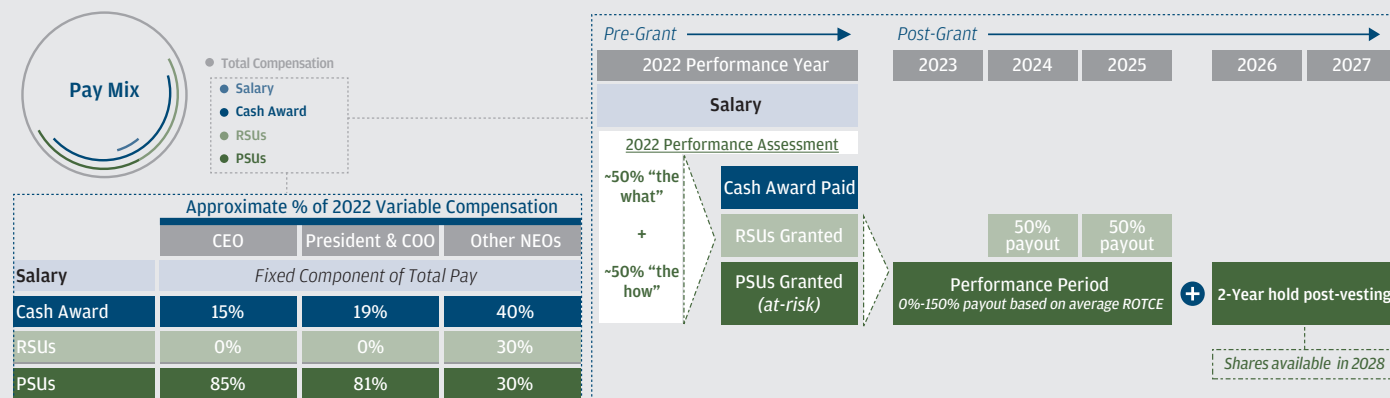 Pay Mix
Total Compensation
Salary
Cash Award
RSUs
PSUs
Approximate % of 2022 Variable Compensation
CEO President & COO Other NEOs
Salary Fixed Component of Total Pay
Cash Award 15% 19% 40%
RSUs 0% 0% 30%
PSUs 85% 81% 30%
Pre-Grant Post-Grant
2022 Performance Year 2023 2024 2025 2026 2027
Salary
2022 Performance Assessment
~50% “the
what”
+
~50% “the
how”
Cash Award Paid
RSUs Granted
PSUs Granted
(at-risk)
50%
payout
50%
payout
Performance Period
0%-150% payout based on average ROTCE
+
2-Year hold post-vesting
Shares available in 2028